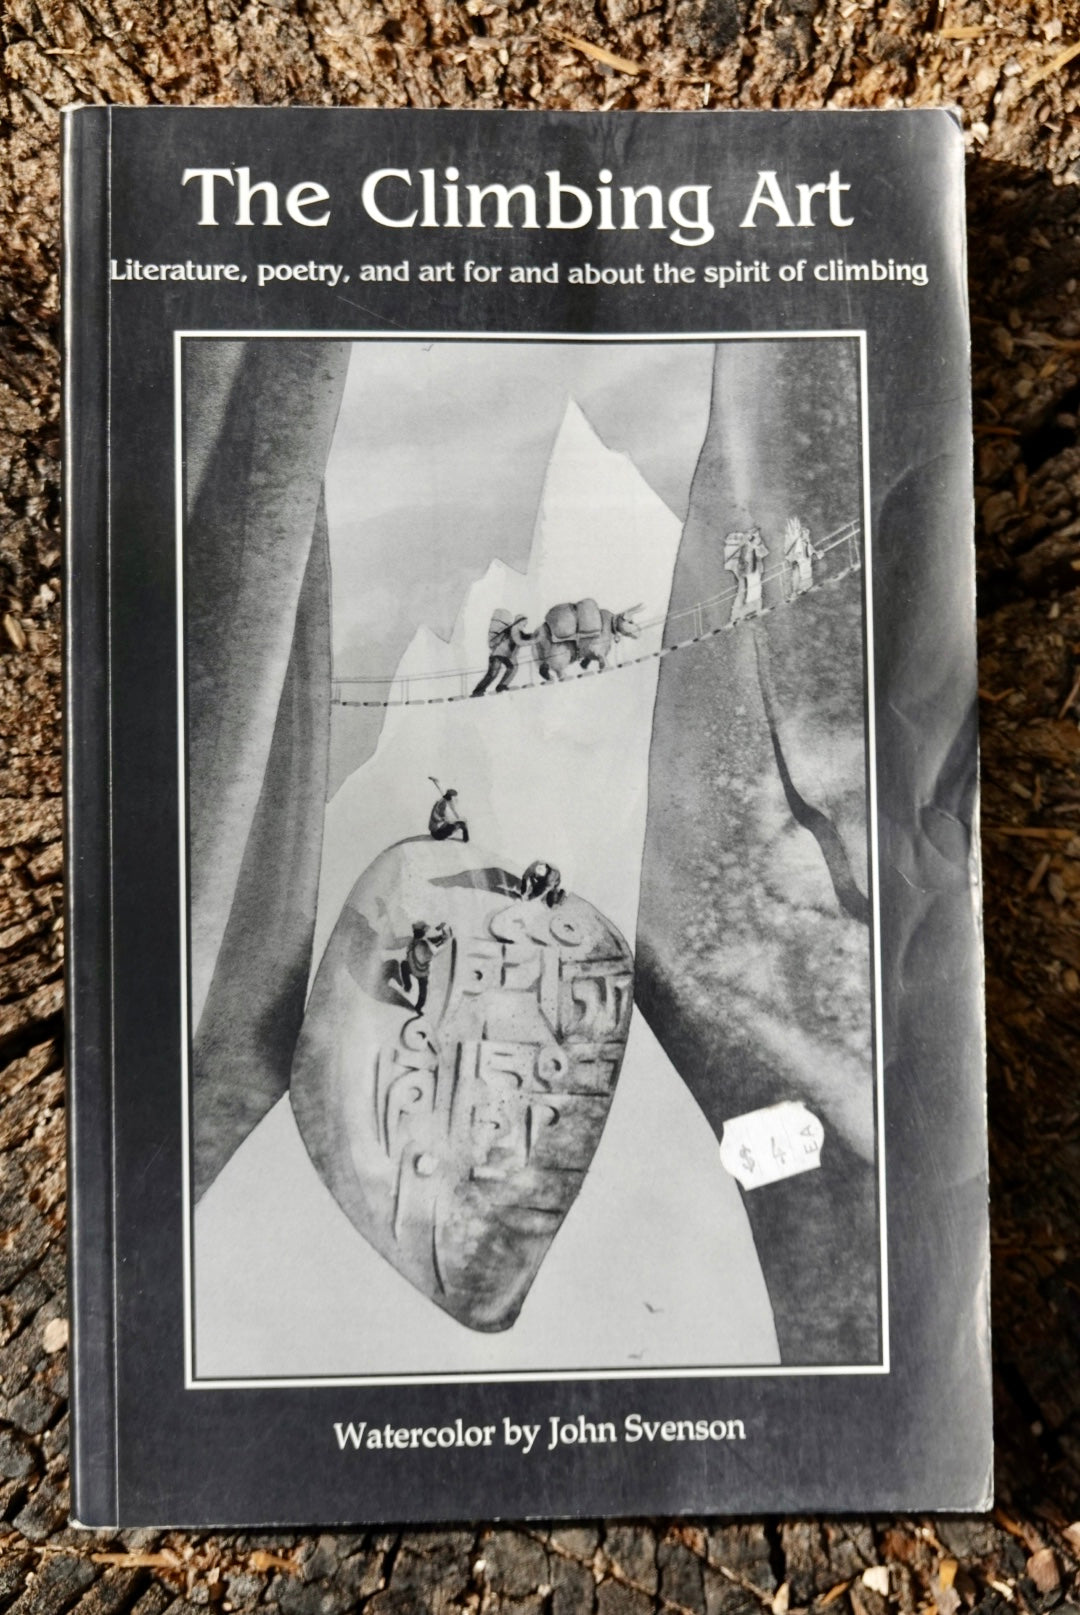 The Climbing Art
Literature, poetry, and art for and about the spirit of climbing
$ 4 EA
Watercolor by John Svenson